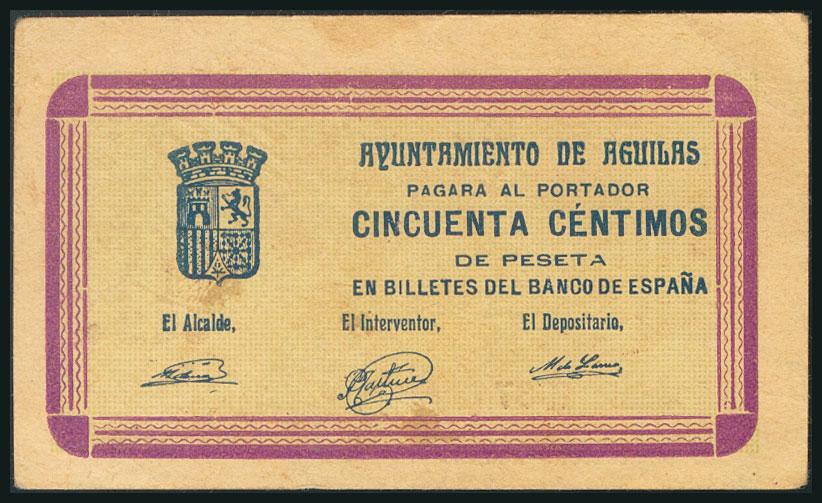 AYUNTAMIENTO DE AGUILAS
PAGARA AL PORTADOR
CINCUENTA CÉNTIMOS
DE PESETA
EN BILLETES DEL BANCO DE ESPAÑA
El Alcalde, El Interventor, El Depositario,